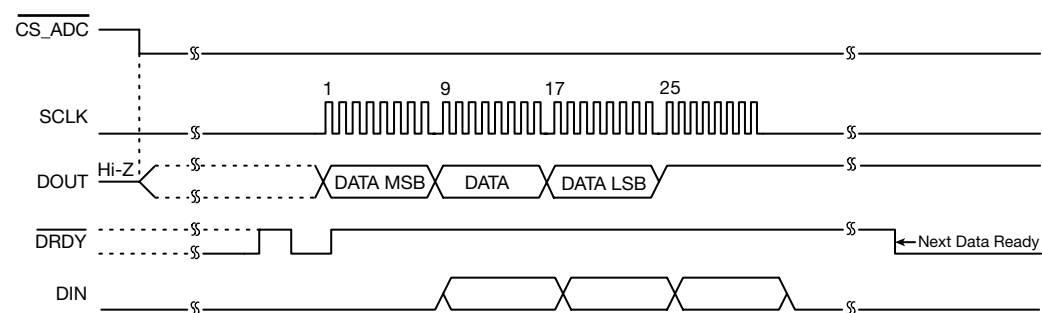 CS_ADC
1 9 17 25
SCLK
Hi-Z
DOUT
DATA MSB DATA DATA LSB
DRDY
Next Data Ready
DIN